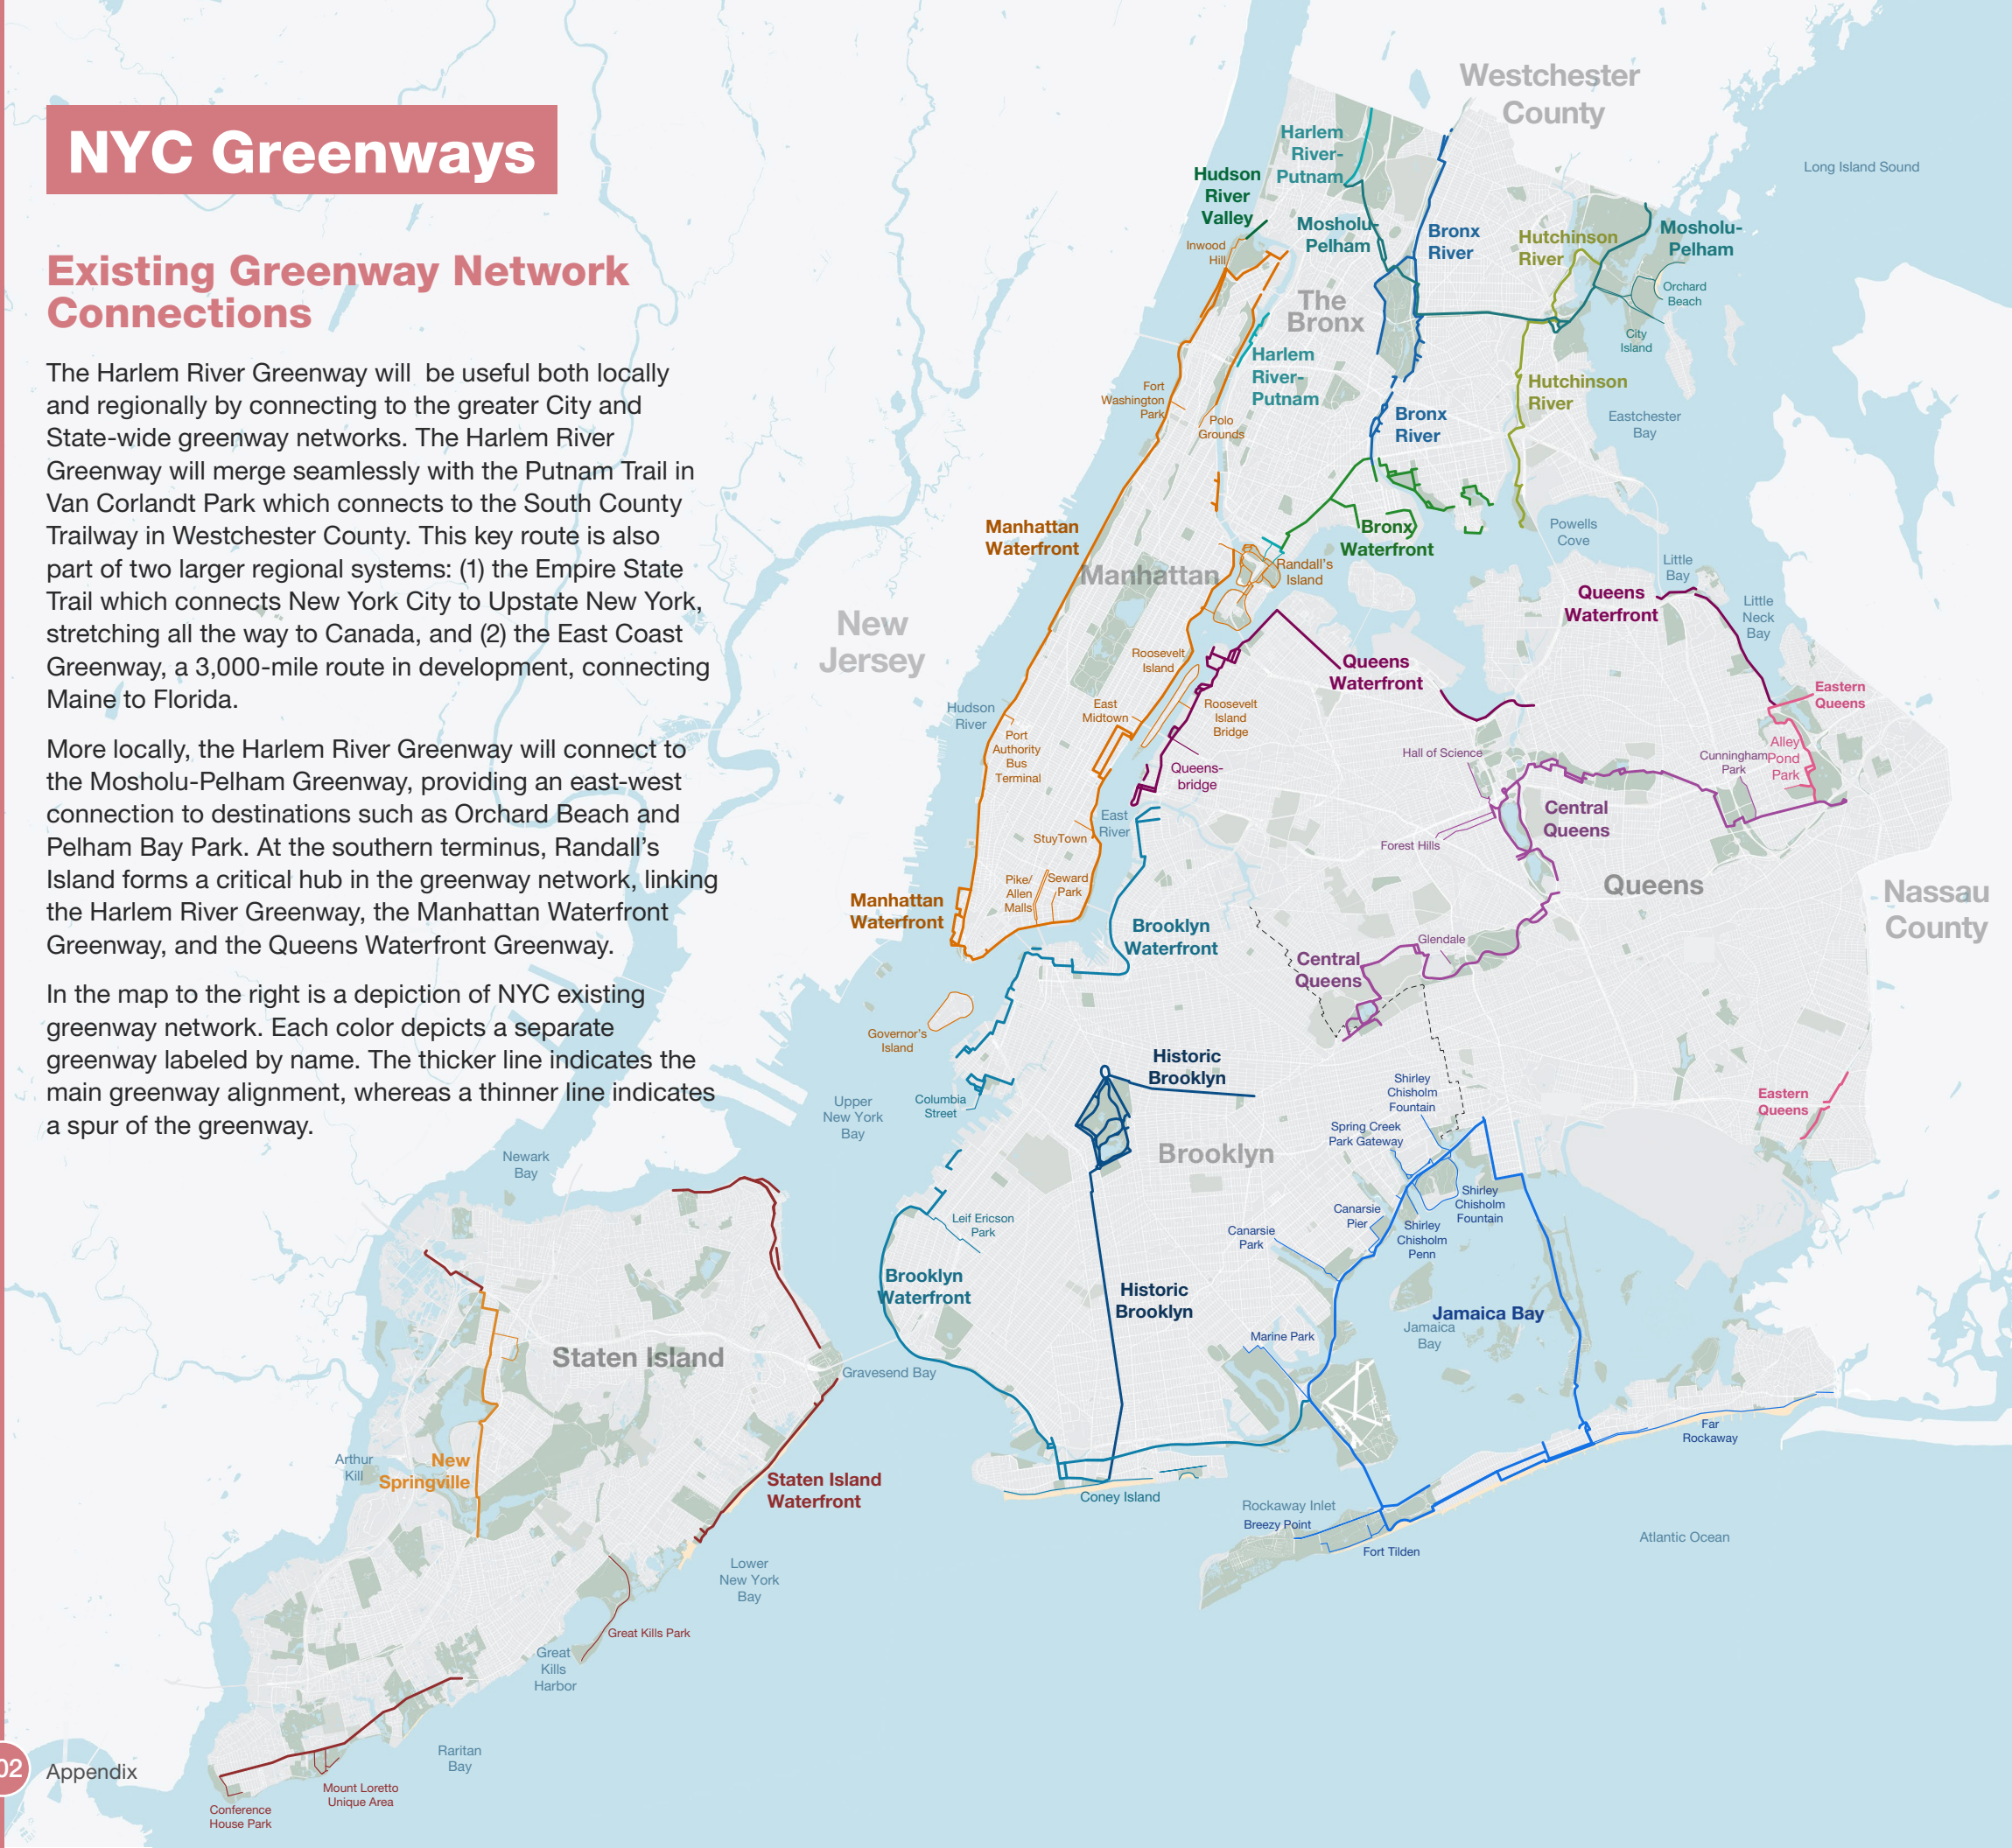 NYC Greenways
Existing Greenway Network
Connections
The Harlem River Greenway will  be useful both locally
and regionally by connecting to the greater City and
State-wide greenway networks. The Harlem River
Greenway will merge seamlessly with the Putnam Trail in
Van Corlandt Park which connects to the South County
Trailway in Westchester County. This key route is also
part of two larger regional systems: (1) the Empire State
Trail which connects New York City to Upstate New York,
stretching all the way to Canada, and (2) the East Coast
Greenway, a 3,000-mile route in development, connecting
Maine to Florida.
More locally, the Harlem River Greenway will connect to
the Mosholu-Pelham Greenway, providing an east-west
connection to destinations such as Orchard Beach and
Pelham Bay Park. At the southern terminus, Randall's
Island forms a critical hub in the greenway network, linking
the Harlem River Greenway, the Manhattan Waterfront
Greenway, and the Queens Waterfront Greenway.
In the map to the right is a depiction of NYC existing
greenway network. Each color depicts a separate
greenway labeled by name. The thicker line indicates the
main greenway alignment, whereas a thinner line indicates
a spur of the greenway.
Westchester
County
Long Island Sound
Harlem
River-
Putnam
Hudson
River
Valley
Mosholu-
Pelham
Bronx
River
Hutchinson
River
Mosholu-
Pelham
Inwood
Hill
Orchard
Beach
The
Bronx
City
Island
Harlem
River-
Putnam
Hutchinson
River
Fort
Washington
Park
Polo
Grounds
Bronx
River
Eastchester
Bay
Manhattan
Waterfront
Bronx
Waterfront
Powells
Cove
Manhattan
Randall's
Island
Little
Bay
Queens
Waterfront
Little
Neck
Bay
New
Jersey
Roosevelt
Island
Queens
Waterfront
Eastern
Queens
Hudson
River
East
Midtown
Roosevelt
Island
Bridge
Port
Authority
Bus
Terminal
Hall of Science
Cunningham
Park
Alley
Pond
Park
Queens-
bridge
Central
Queens
East
River
StuyTown
Forest Hills
Pike/
Allen
Malls
Seward
Park
Queens
Nassau
County
Manhattan
Waterfront
Brooklyn
Waterfront
Glendale
Central
Queens
Governor's
Island
Historic
Brooklyn
Shirley
Chisholm
Fountain
Columbia
Street
Upper
New York
Bay
Spring Creek
Park Gateway
Eastern
Queens
Brooklyn
Newark
Bay
Shirley
Chisholm
Fountain
Canarsie
Pier
Shirley
Chisholm
Penn
Leif Ericson
Park
Canarsie
Park
Brooklyn
Waterfront
Historic
Brooklyn
Jamaica Bay
Jamaica
Bay
Marine Park
Staten Island
Gravesend Bay
Far
Rockaway
Arthur
Kill
New
Springville
Staten Island
Waterfront
Coney Island
Rockaway Inlet
Breezy Point
Atlantic Ocean
Fort Tilden
Lower
New York
Bay
Great Kills Park
Great
Kills
Harbor
Raritan
Bay
Mount Loretto
Unique Area
Conference
House Park
02
Appendix